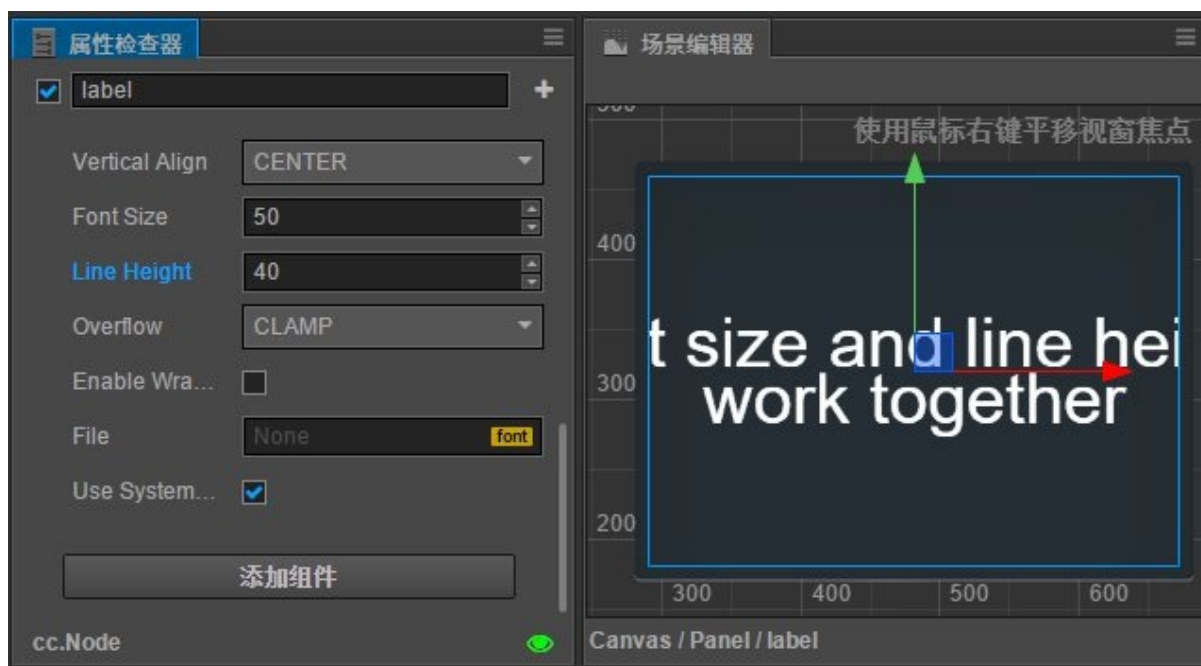 属性检查器
label
Vertical Align CENTER
Font Size 50
Line Height 40
Overflow CLAMP
Enable Wra...
File None font
Use System...
添加组件
cc.Node
场景编辑器
使用鼠标右键平移视窗焦点
400
300
200
t size and line hei
work together
300 400 500 600
Canvas / Panel / label